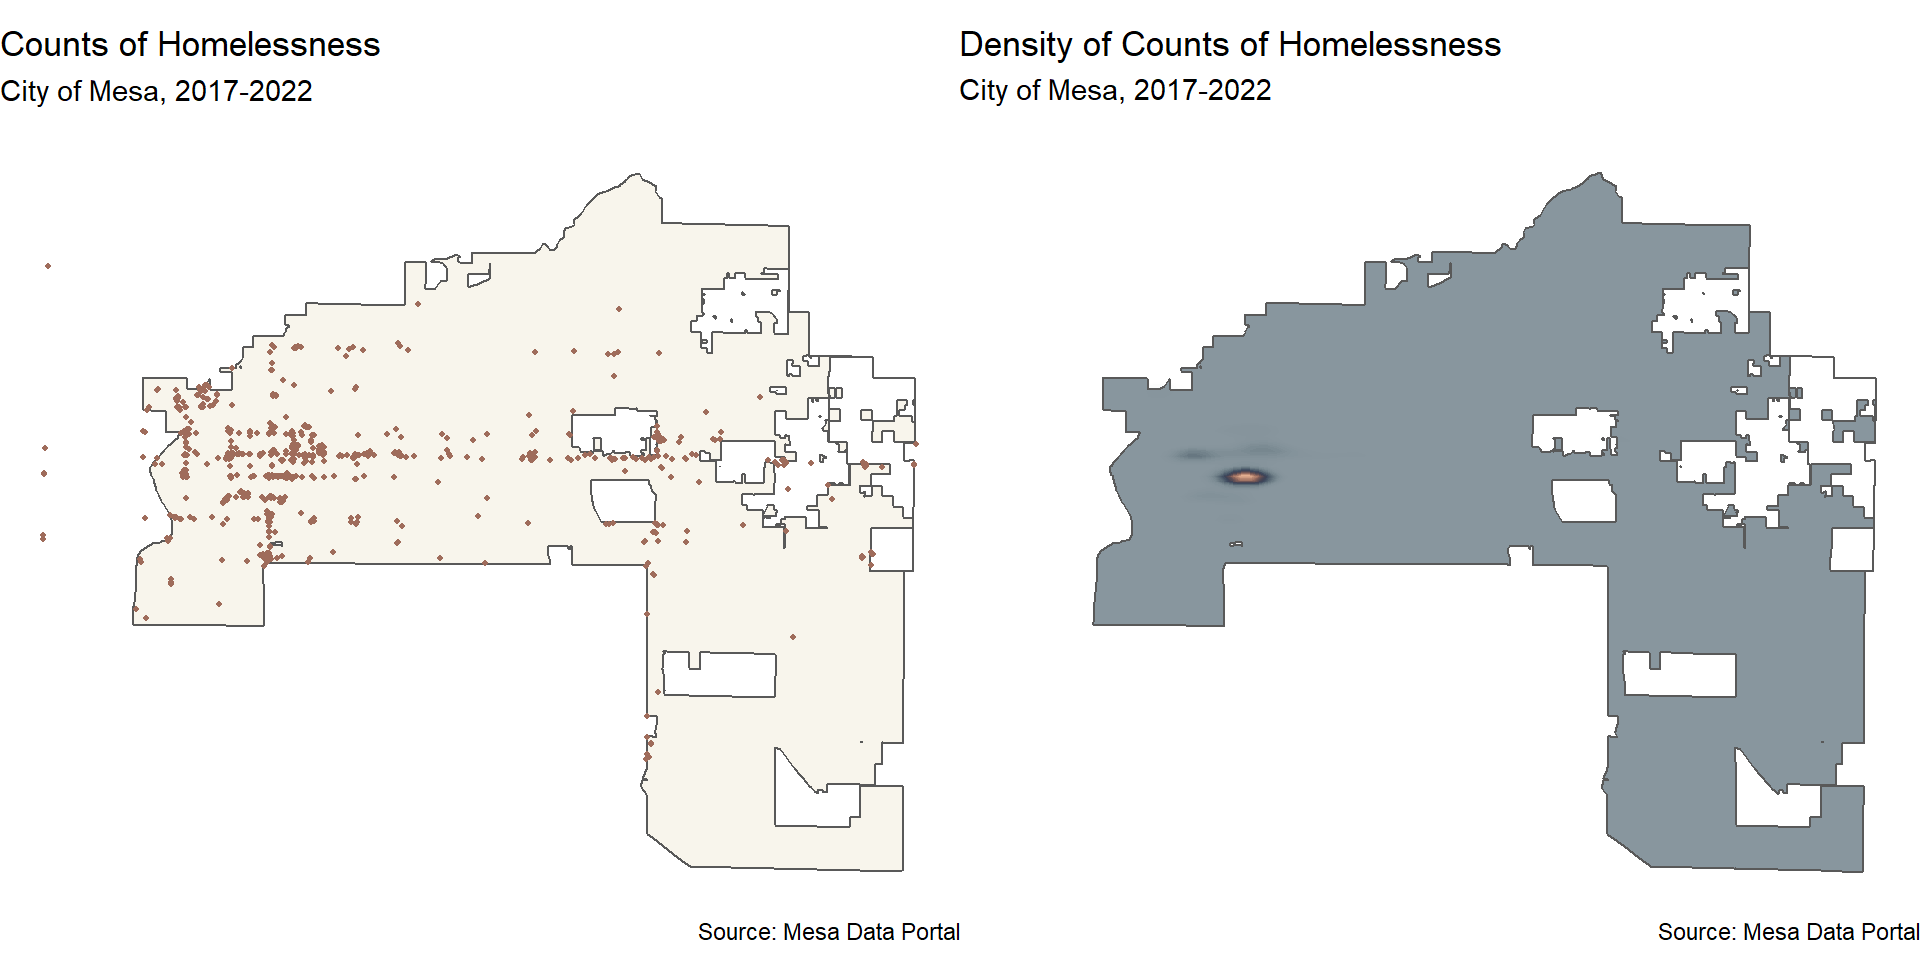 Counts of Homelessness
City of Mesa, 2017-2022
Density of Counts of Homelessness
City of Mesa, 2017-2022
Source: Mesa Data Portal
Source: Mesa Data Portal